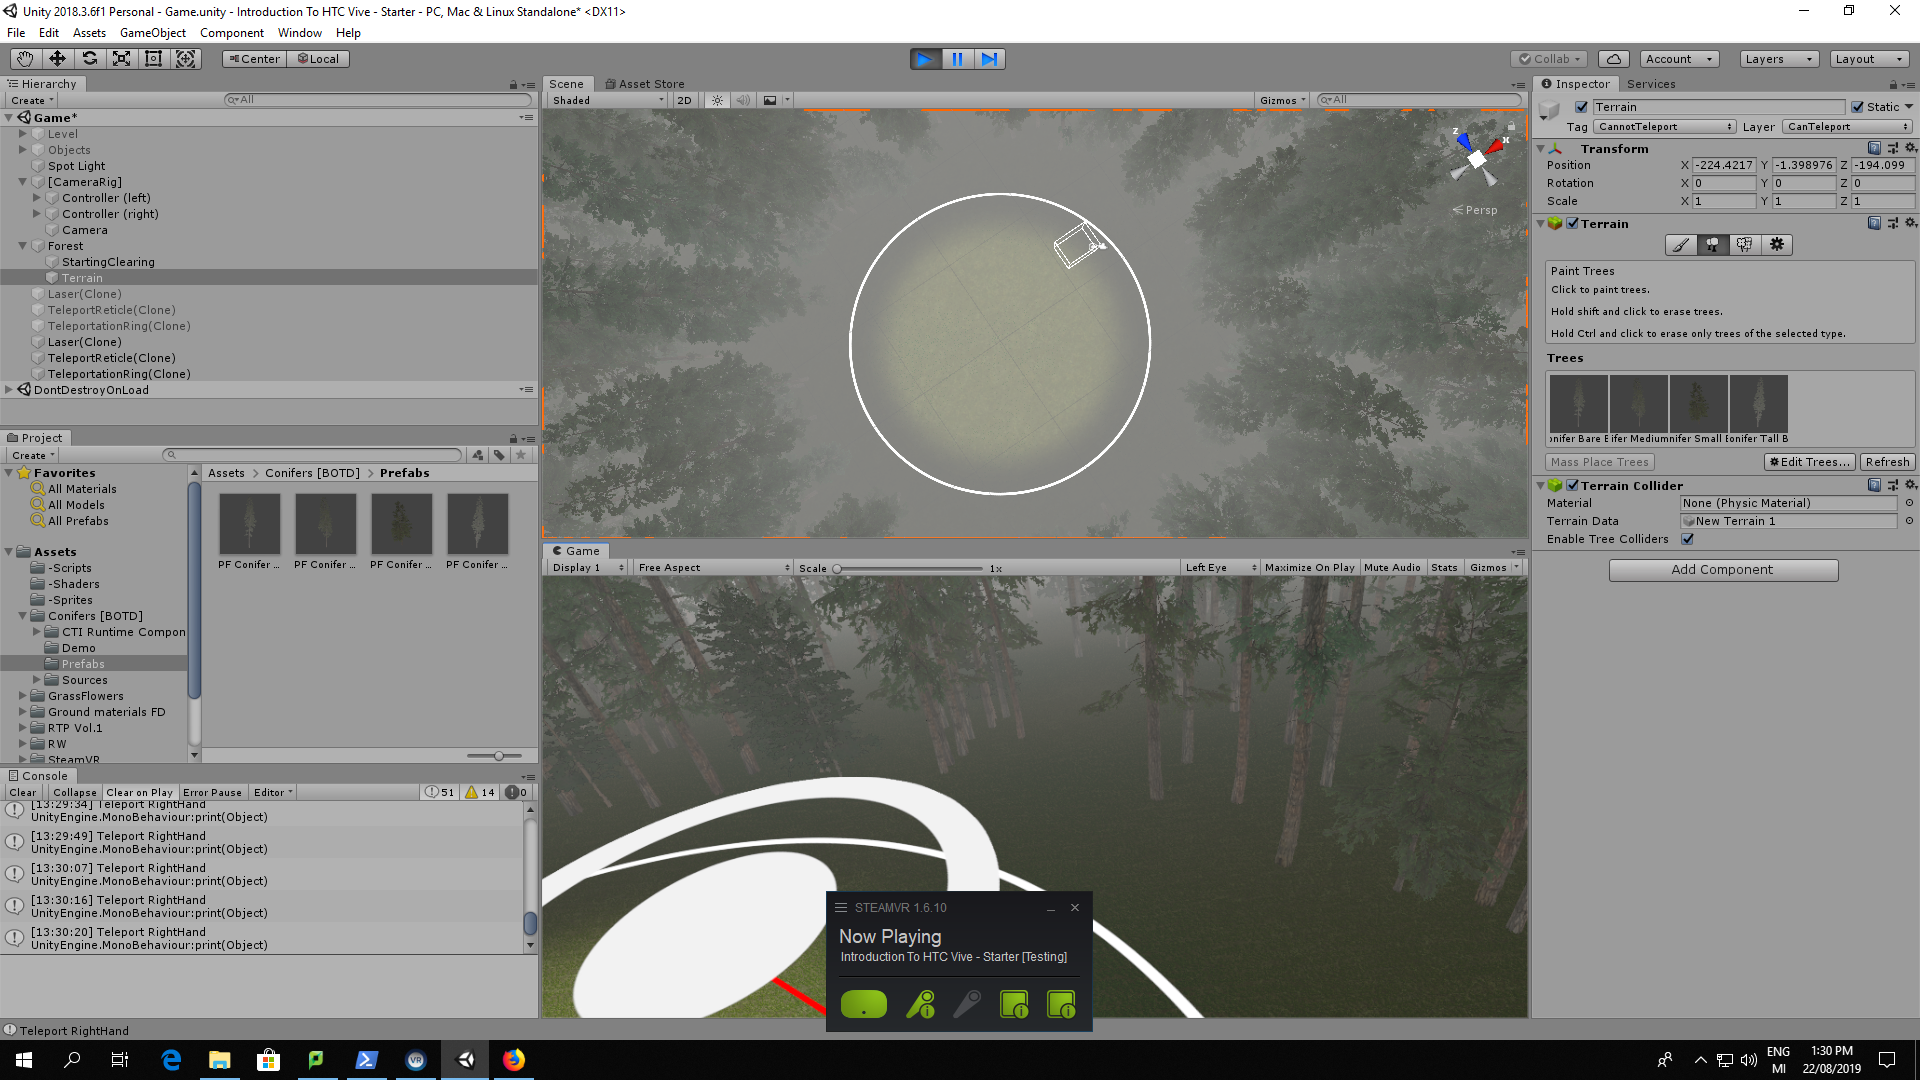 Unity 2018.3.6f1 Personal - Game.unity - Introduction To HTC Vive - Starter - PC, Mac & Linux Standalone* <DX11>
File Edit Assets GameObject Component Window Help
Center Local
Collab Account Layers Layout
Hierarchy
Create All
Game*
Level
Objects
Spot Light
[CameraRig]
Controller (left)
Controller (right)
Camera
Forest
StartingClearing
Terrain
Laser(Clone)
TeleportReticle(Clone)
TeleportationRing(Clone)
Laser(Clone)
TeleportReticle(Clone)
TeleportationRing(Clone)
DontDestroyOnLoad
Project
Create
Favorites
All Materials
All Models
All Prefabs
Assets
-Scripts
-Shaders
-Sprites
Conifers [BOTD]
CTI Runtime Compon
Demo
Prefabs
Sources
GrassFlowers
Ground materials FD
RTP Vol.1
RW
SteamVR
Assets > Conifers [BOTD] > Prefabs
PF Conifer ... PF Conifer ... PF Conifer ... PF Conifer ...
Console
Clear Collapse Clear on Play Error Pause Editor 51 14 0
[13:29:34] Teleport RightHand
UnityEngine.MonoBehaviour:print(Object)
[13:29:49] Teleport RightHand
UnityEngine.MonoBehaviour:print(Object)
[13:30:07] Teleport RightHand
UnityEngine.MonoBehaviour:print(Object)
[13:30:16] Teleport RightHand
UnityEngine.MonoBehaviour:print(Object)
[13:30:20] Teleport RightHand
UnityEngine.MonoBehaviour:print(Object)
Teleport RightHand
Scene Asset Store
Shaded 2D Gizmos All
z x
Persp
Game
Display 1 Free Aspect Scale 1x Left Eye Maximize On Play Mute Audio Stats Gizmos
STEAMVR 1.6.10
Now Playing
Introduction To HTC Vive - Starter [Testing]
Inspector Services
Terrain Static
Tag CannotTeleport Layer CanTeleport
Transform
Position X -224.4217 Y -1.398976 Z -194.099
Rotation X 0 Y 0 Z 0
Scale X 1 Y 1 Z 1
Terrain
Paint Trees
Click to paint trees.
Hold shift and click to erase trees.
Hold Ctrl and click to erase only trees of the selected type.
Trees
onifer Bare E ifer Medium nifer Small E onifer Tall B
Mass Place Trees Edit Trees... Refresh
Terrain Collider
Material None (Physic Material)
Terrain Data New Terrain 1
Enable Tree Colliders
Add Component
VR
ENG
MI
1:30 PM
22/08/2019